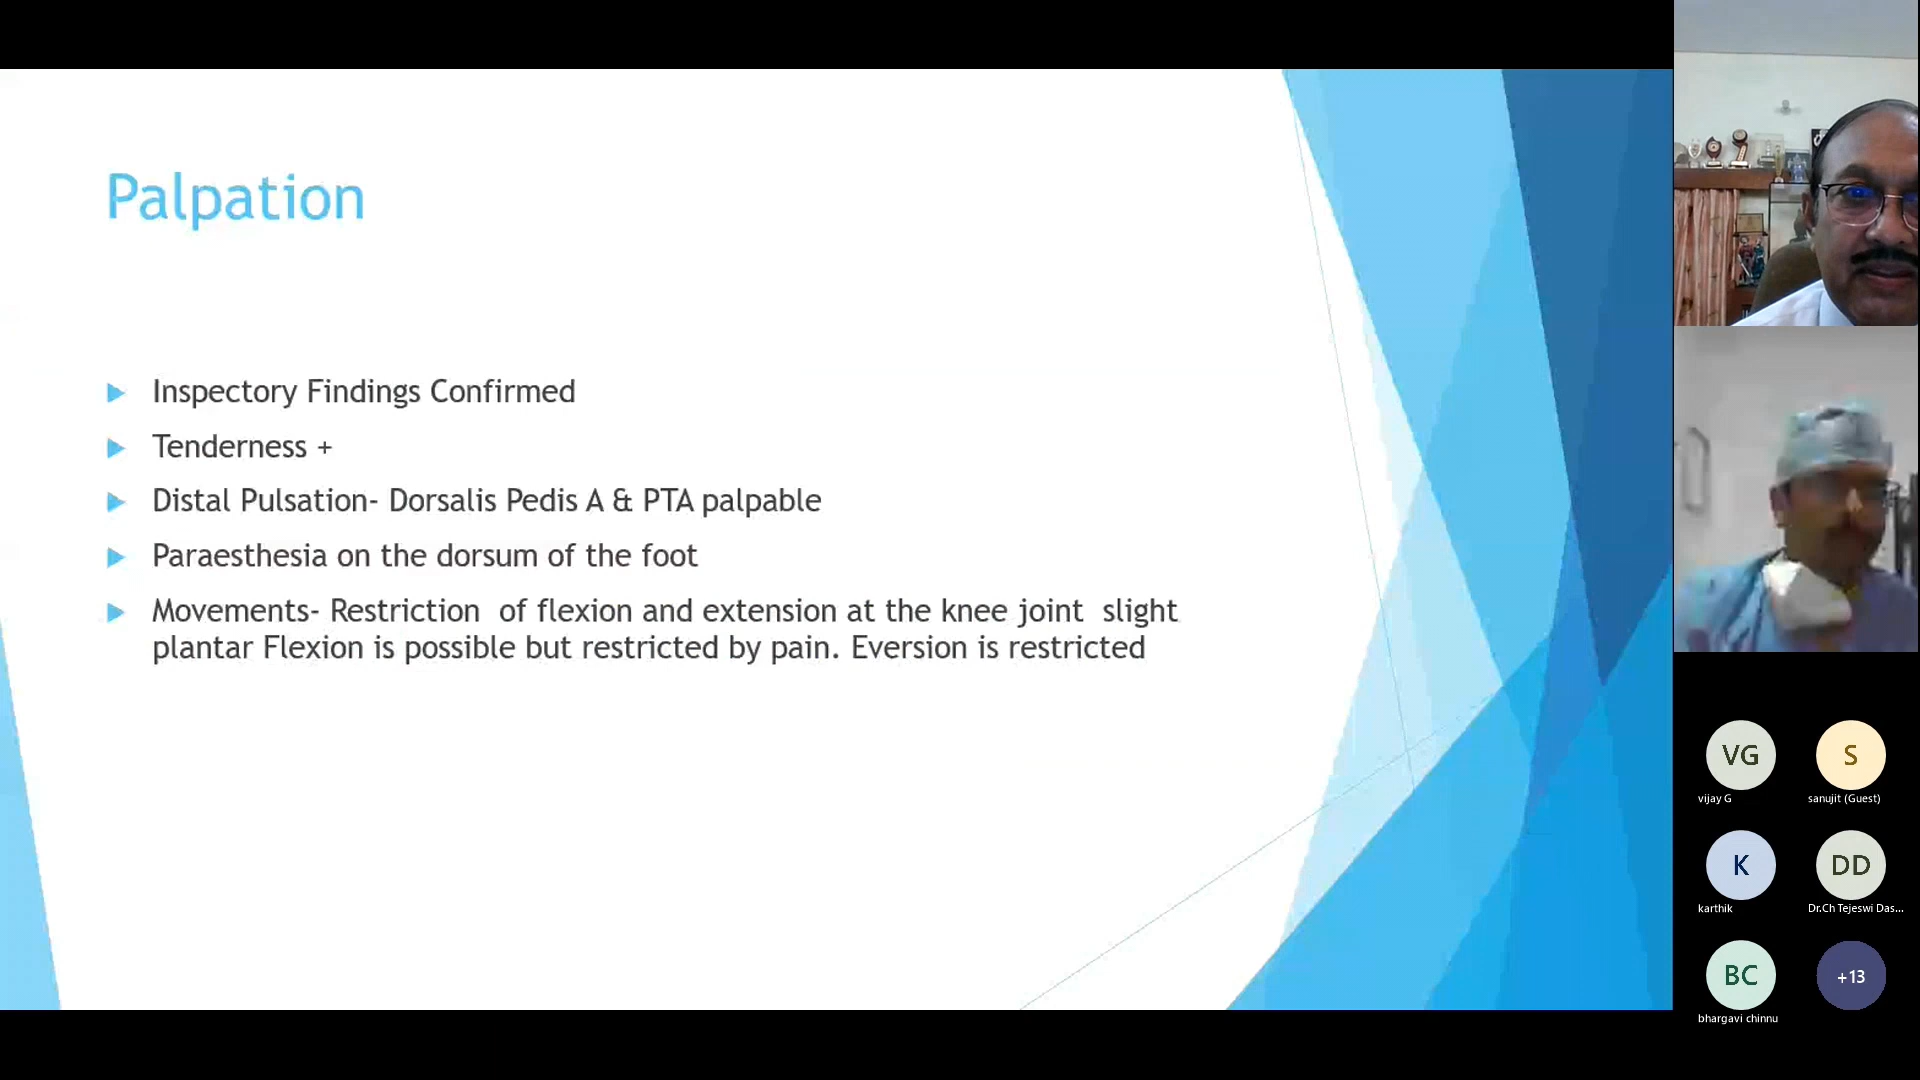 Palpation
Inspectory Findings Confirmed
Tenderness +
Distal Pulsation- Dorsalis Pedis A & PTA palpable
Paraesthesia on the dorsum of the foot
Movements- Restriction of flexion and extension at the knee joint slight
plantar Flexion is possible but restricted by pain. Eversion is restricted
VG
vijay G
S
sanujit (Guest)
K
karthik
DD
Dr.Ch Tejeswi Das...
BC
bhargavi chinnu
+13